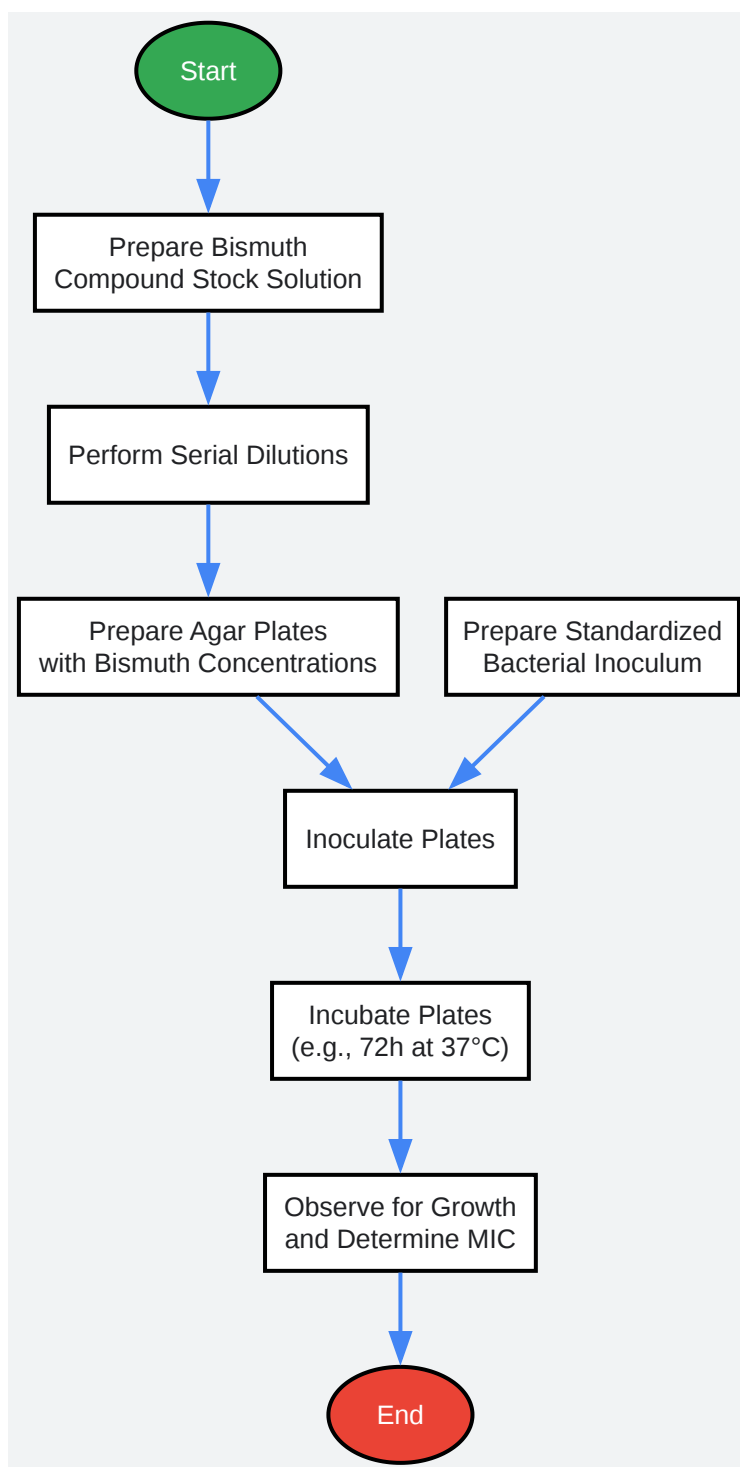 Start
Prepare Bismuth
Compound Stock Solution
Perform Serial Dilutions
Prepare Agar Plates
with Bismuth Concentrations
Prepare Standardized
Bacterial Inoculum
Inoculate Plates
Incubate Plates
(e.g., 72h at 37°C)
Observe for Growth
and Determine MIC
End